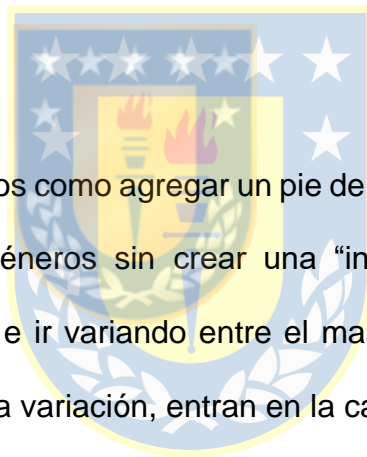 os como agregar un pie de
éneros sin crear una “in
e ir variando entre el mas
a variación, entran en la ca